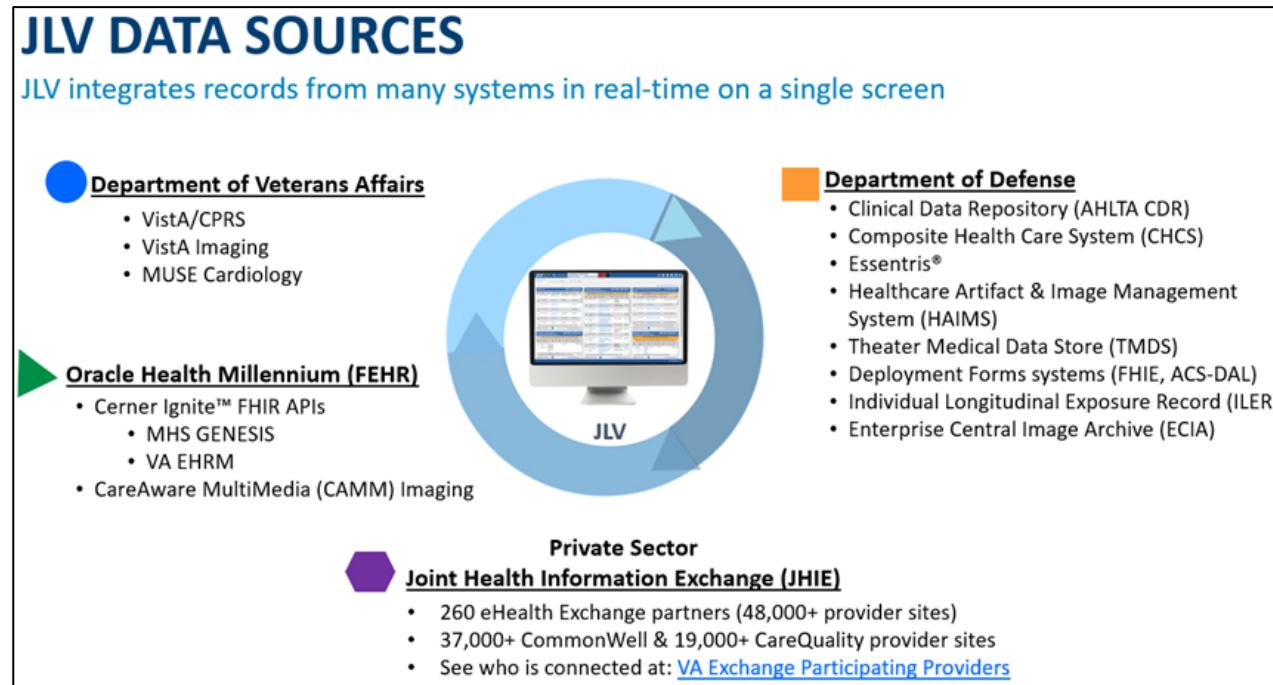 JLV DATA SOURCES
JLV integrates records from many systems in real-time on a single screen
Department of Veterans Affairs
• VistA/CPRS
• VistA Imaging
• MUSE Cardiology
Oracle Health Millennium (FEHR)
• Cerner Ignite™ FHIR APIs
• MHS GENESIS
• VA EHRM
• CareAware MultiMedia (CAMM) Imaging
JLV
Department of Defense
• Clinical Data Repository (AHLTA CDR)
• Composite Health Care System (CHCS)
• Essentris®
• Healthcare Artifact & Image Management
System (HAIMS)
• Theater Medical Data Store (TMDS)
• Deployment Forms systems (FHIE, ACS-DAL)
• Individual Longitudinal Exposure Record (ILER
• Enterprise Central Image Archive (ECIA)
Private Sector
Joint Health Information Exchange (JHIE)
• 260 eHealth Exchange partners (48,000+ provider sites)
• 37,000+ CommonWell & 19,000+ CareQuality provider sites
• See who is connected at: VA Exchange Participating Providers